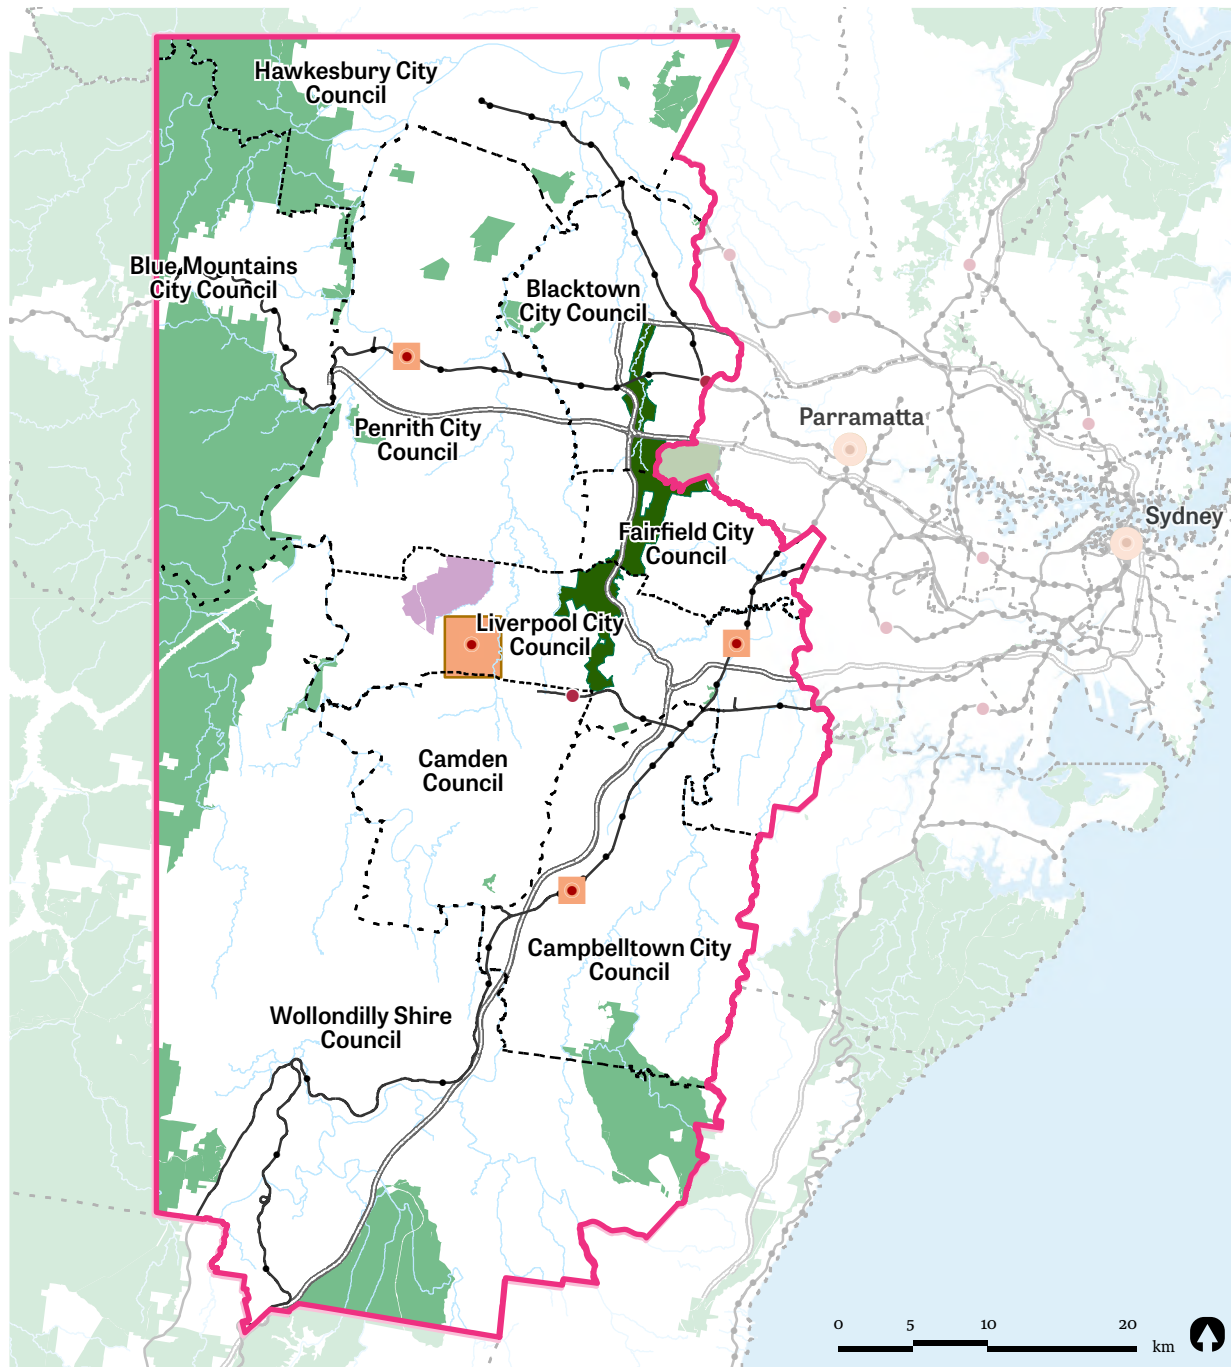 Hawkesbury City
Council
Blue Mountains
City Council
Blacktown
City Council
Parramatta
Penrith City
Council
Sydney
Fairfield City
Council
Liverpool City
Council
Camden
Council
Campbelltown City
Council
Wollondilly Shire
Council
0 5 10 20
km